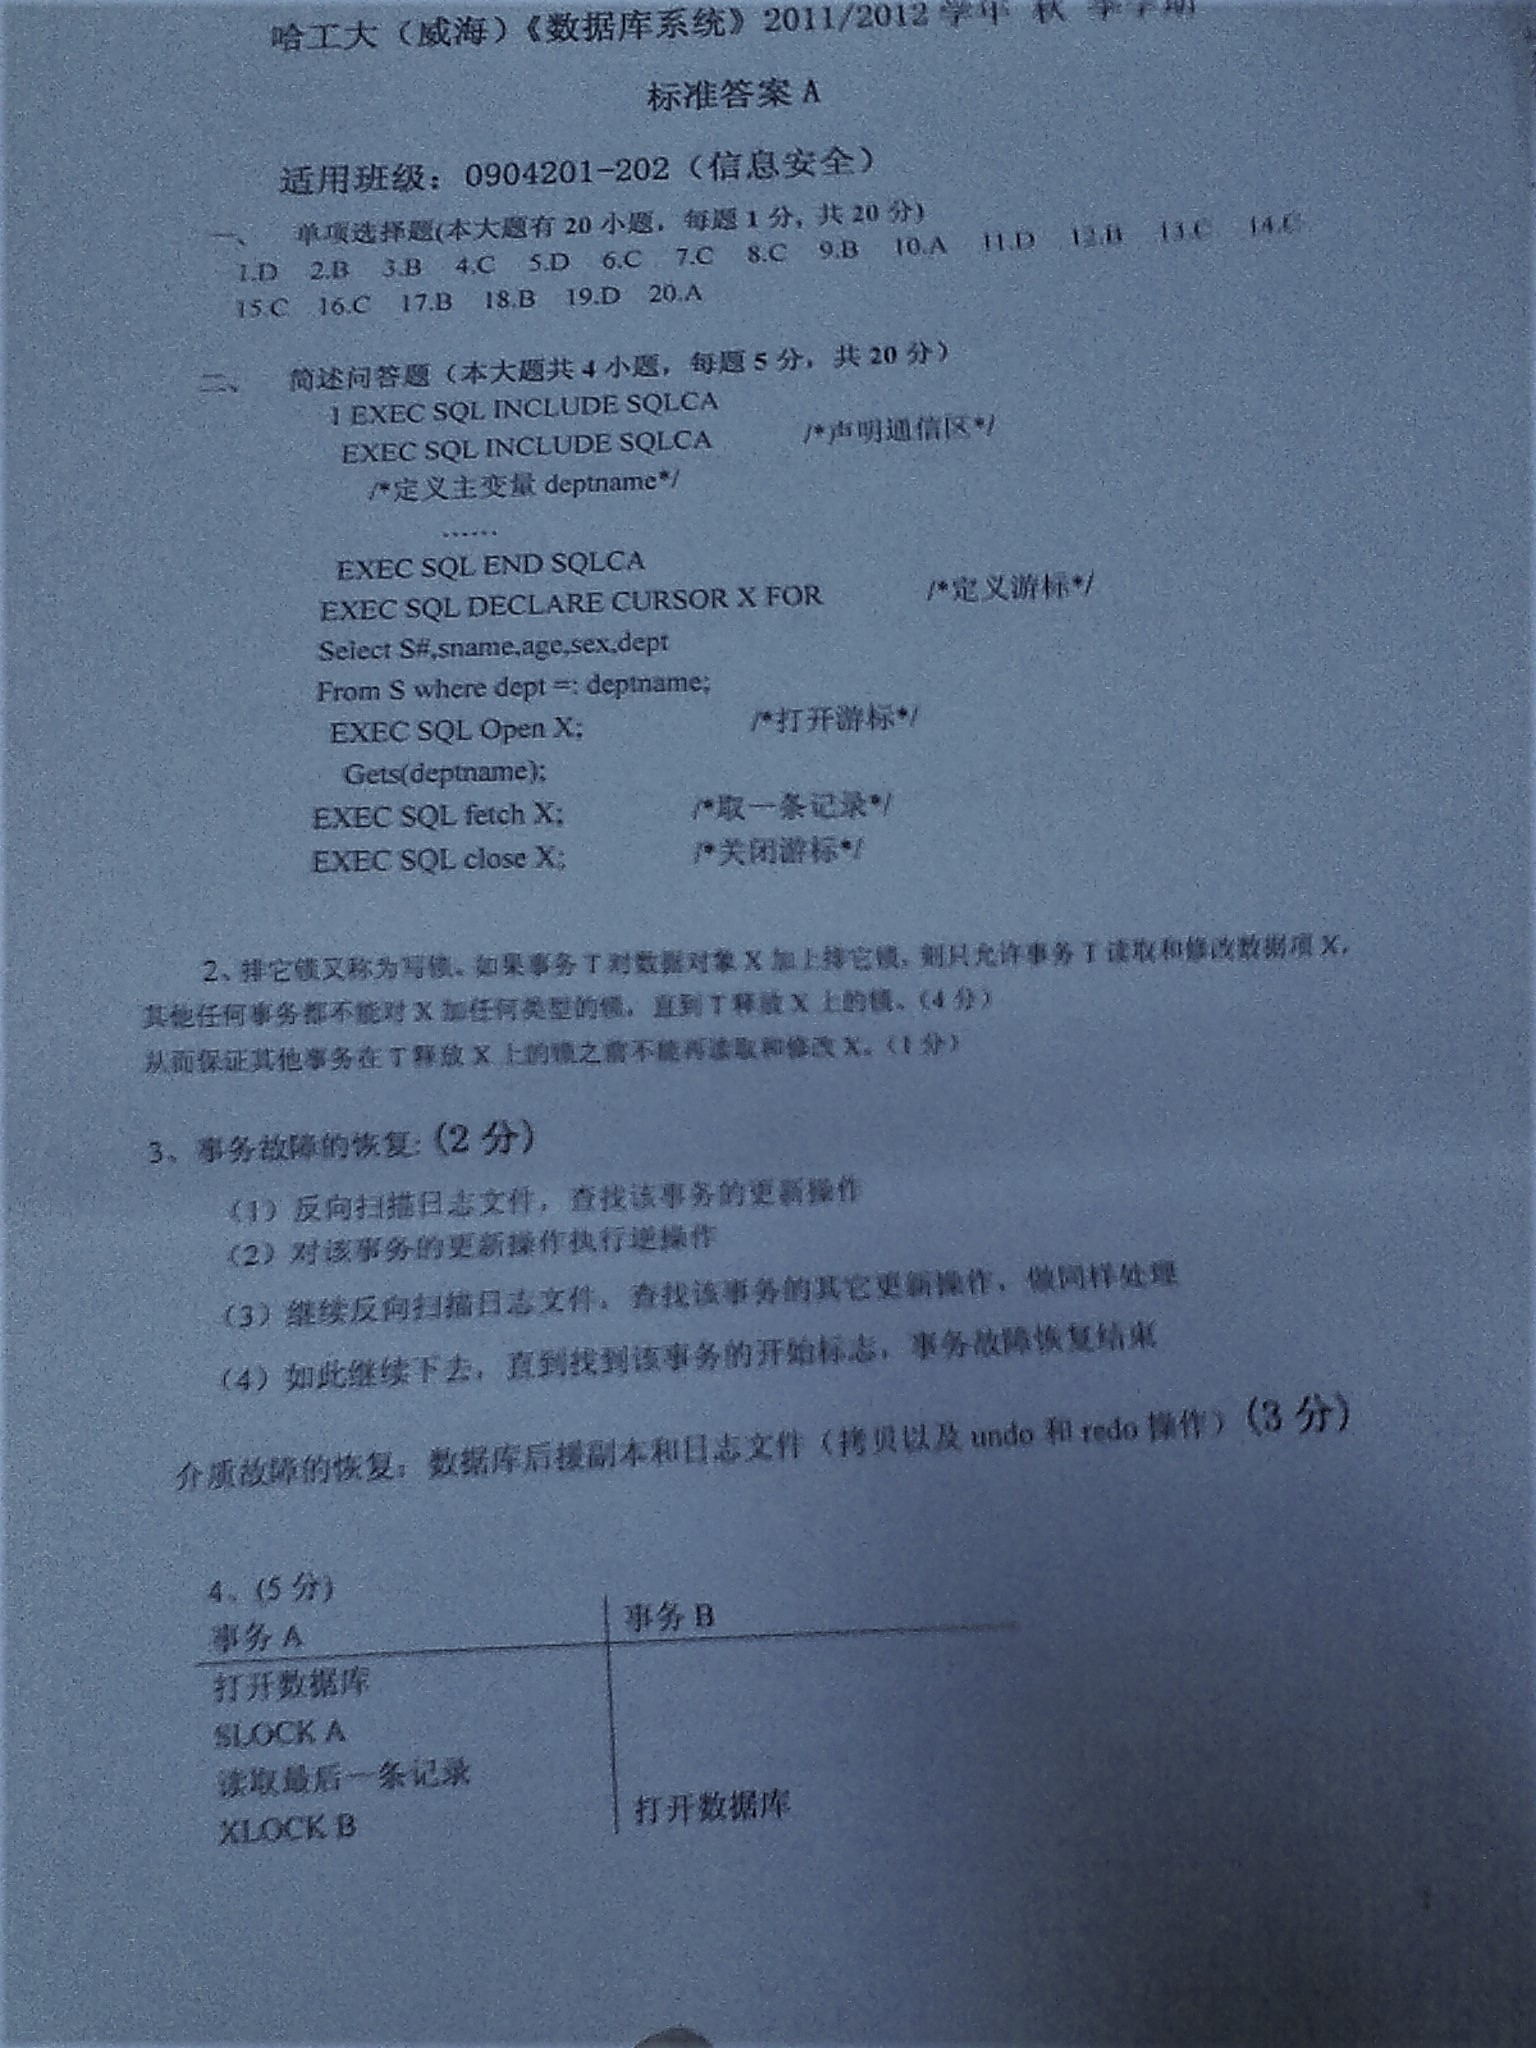 哈工大（威海）《数据库系统》2011/2012 学年 秋 季学期
标准答案 A
适用班级：0904201-202（信息安全）
一、 单项选择题(本大题有 20 小题，每题 1 分, 共 20 分)
1.D 2.B 3.B 4.C 5.D 6.C 7.C 8.C 9.B 10.A 11.D 12.B 13.C 14.C
15.C 16.C 17.B 18.B 19.D 20.A
二、 简述问答题（本大题共 4 小题，每题 5 分，共 20 分）
1 EXEC SQL INCLUDE SQLCA
EXEC SQL INCLUDE SQLCA /*声明通信区*/
/*定义主变量 deptname*/
……
EXEC SQL END SQLCA
EXEC SQL DECLARE CURSOR X FOR /*定义游标*/
Select S#,sname,age,sex,dept
From S where dept =: deptname;
EXEC SQL Open X; /*打开游标*/
Gets(deptname);
EXEC SQL fetch X; /*取一条记录*/
EXEC SQL close X; /*关闭游标*/
2、排它锁又称为写锁。如果事务 T 对数据对象 X 加上排它锁，则只允许事务 T 读取和修改数据项 X，
其他任何事务都不能对 X 加任何类型的锁，直到 T 释放 X 上的锁。（4 分）
从而保证其他事务在 T 释放 X 上的锁之前不能再读取和修改 X。（1 分）
3、事务故障的恢复:（2 分）
（1）反向扫描日志文件，查找该事务的更新操作
（2）对该事务的更新操作执行逆操作
（3）继续反向扫描日志文件，查找该事务的其它更新操作，做同样处理
（4）如此继续下去，直到找到该事务的开始标志，事务故障恢复结束
介质故障的恢复：数据库后援副本和日志文件（拷贝以及 undo 和 redo 操作）（3 分）
4、(5 分)
事务 A 事务 B
打开数据库
SLOCK A
读取最后一条记录
XLOCK B 打开数据库
1